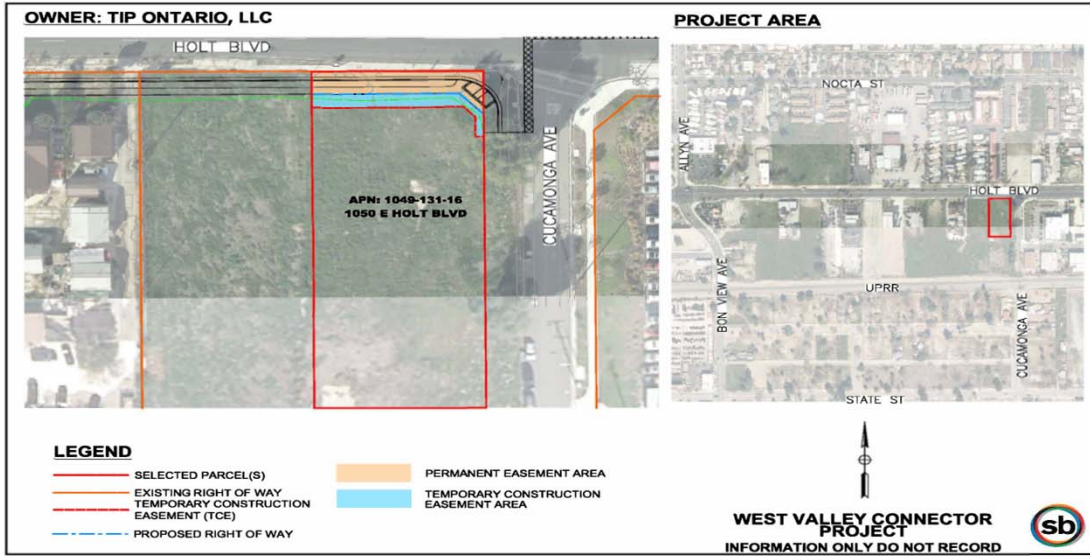 OWNER: TIP ONTARIO, LLC
HOLT BLVD
APN: 1049-131-16
1050 E HOLT BLVD
CUCAMONGA AVE
PROJECT AREA
NOCTA ST
ALLYN AVE
HOLT BLVD
BON VIEW AVE
UPRR
CUCAMONGA AVE
STATE ST
LEGEND
SELECTED PARCEL(S)
EXISTING RIGHT OF WAY
TEMPORARY CONSTRUCTION
EASEMENT (TCE)
PROPOSED RIGHT OF WAY
PERMANENT EASEMENT AREA
TEMPORARY CONSTRUCTION
EASEMENT AREA
WEST VALLEY CONNECTOR
PROJECT
INFORMATION ONLY DO NOT RECORD
sb